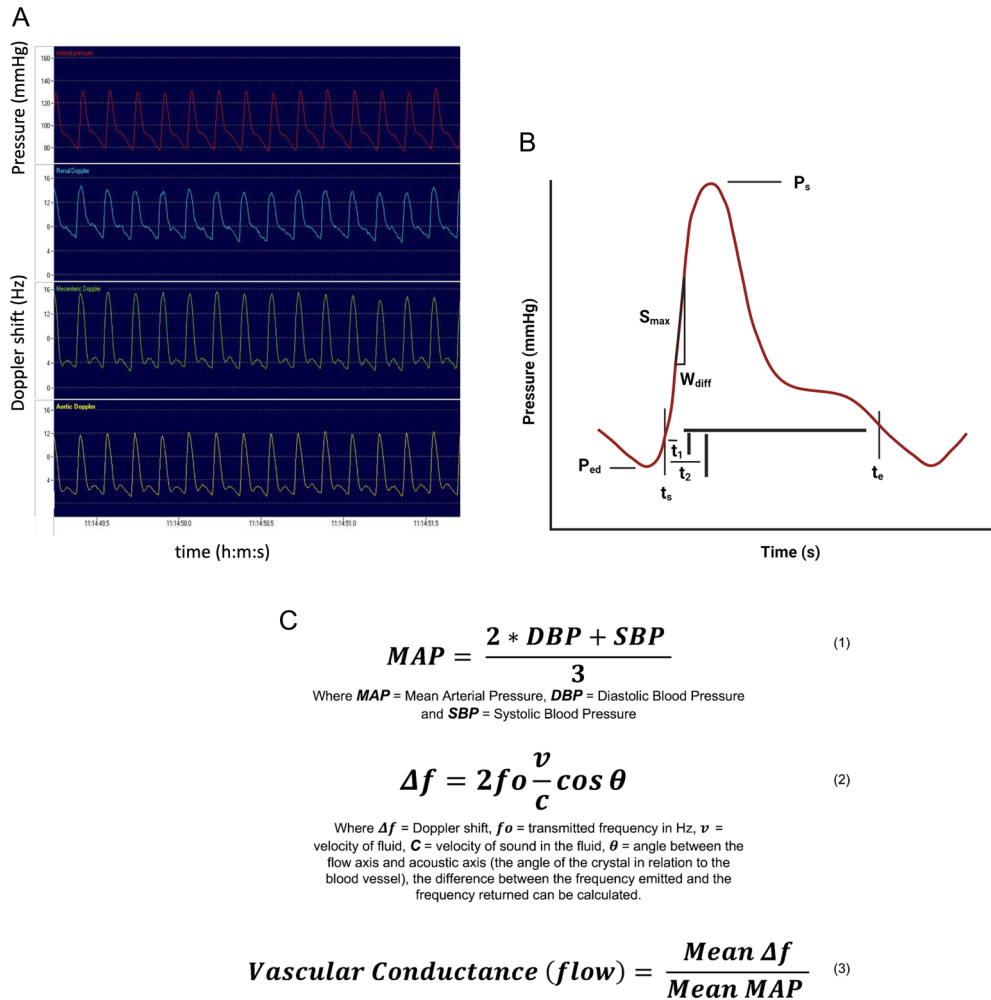 A
Pressure (mmHg)
Arterial pressure
160
140
120
100
80
Renal Doppler
16
12
8
4
0
Doppler shift (Hz)
Mecenteric Doppler
16
12
8
4
0
Aortic Doppler
16
12
8
4
11:14:49,5
11:14:50,0
11:14:50,5
11:14:51,0
11:14:51,5
time (h:m:s)
B
Pressure (mmHg)
Ps
Smax
Wdiff
Ped
t1
t2
ts
te
Time (s)
C
MAP = 2 * DBP + SBP / 3 (1)
Where MAP = Mean Arterial Pressure, DBP = Diastolic Blood Pressure
and SBP = Systolic Blood Pressure
Δf = 2fo v/c cos θ (2)
Where Δf = Doppler shift, fo = transmitted frequency in Hz, v =
velocity of fluid, C = velocity of sound in the fluid, θ = angle between the
flow axis and acoustic axis (the angle of the crystal in relation to the
blood vessel), the difference between the frequency emitted and the
frequency returned can be calculated.
Vascular Conductance (flow) = Mean Δf / Mean MAP (3)